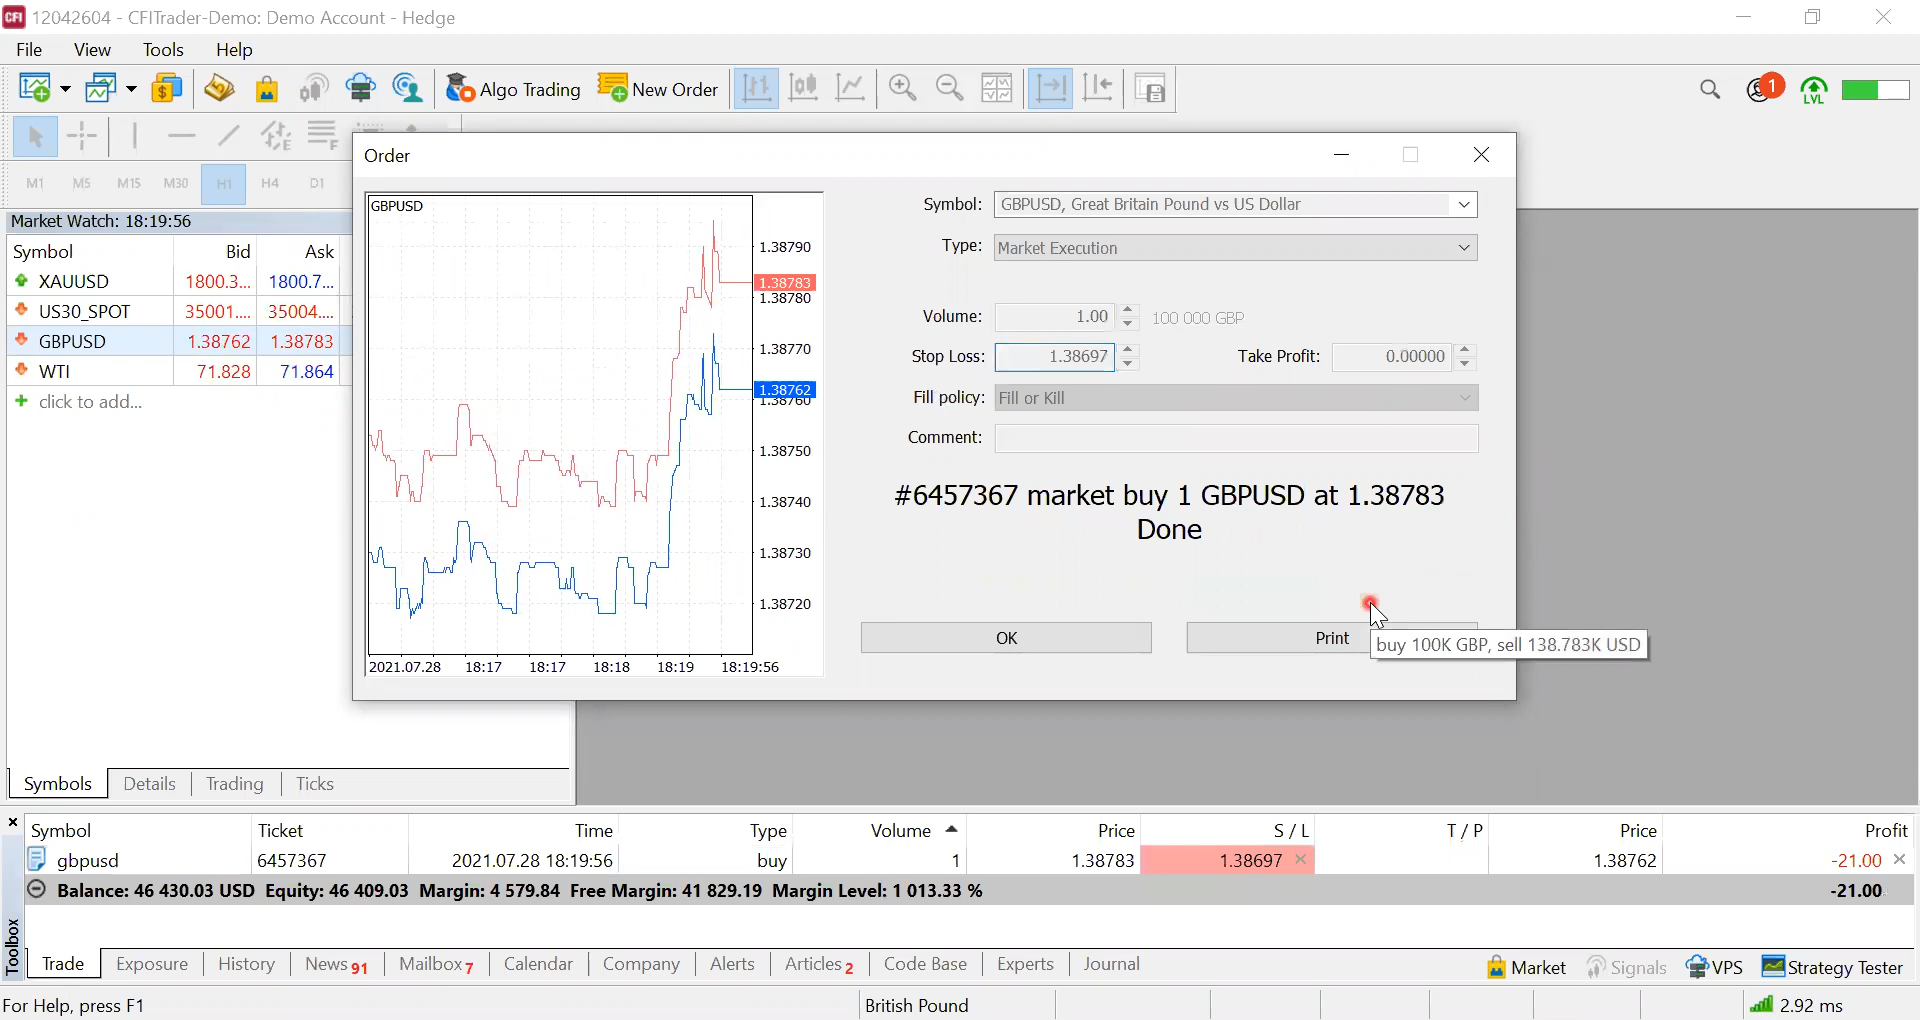 CFI 12042604 - CFITrader-Demo: Demo Account - Hedge
File View Tools Help
Algo Trading New Order 1 LVL
E F
M1 M5 M15 M30 H1 H4 D1
Order
Market Watch: 18:19:56
Symbol Bid Ask
XAUUSD 1800.3... 1800.7...
US30_SPOT 35001.... 35004....
GBPUSD 1.38762 1.38783
WTI 71.828 71.864
click to add...
GBPUSD
1.38790
1.38783
1.38780
1.38770
1.38762
1.38760
1.38750
1.38740
1.38730
1.38720
2021.07.28 18:17 18:17 18:18 18:19 18:19:56
Symbol: GBPUSD, Great Britain Pound vs US Dollar
Type: Market Execution
Volume: 1.00 100 000 GBP
Stop Loss: 1.38697 Take Profit: 0.00000
Fill policy: Fill or Kill
Comment:
#6457367 market buy 1 GBPUSD at 1.38783
Done
OK Print
buy 100K GBP, sell 138.783K USD
Symbols Details Trading Ticks
Symbol Ticket Time Type Volume Price S / L T / P Price Profit
gbpusd 6457367 2021.07.28 18:19:56 buy 1 1.38783 1.38697 1.38762 -21.00
Balance: 46 430.03 USD Equity: 46 409.03 Margin: 4 579.84 Free Margin: 41 829.19 Margin Level: 1 013.33 % -21.00
Toolbox
Trade Exposure History News 91 Mailbox 7 Calendar Company Alerts Articles 2 Code Base Experts Journal Market Signals VPS Strategy Tester
For Help, press F1 British Pound 2.92 ms